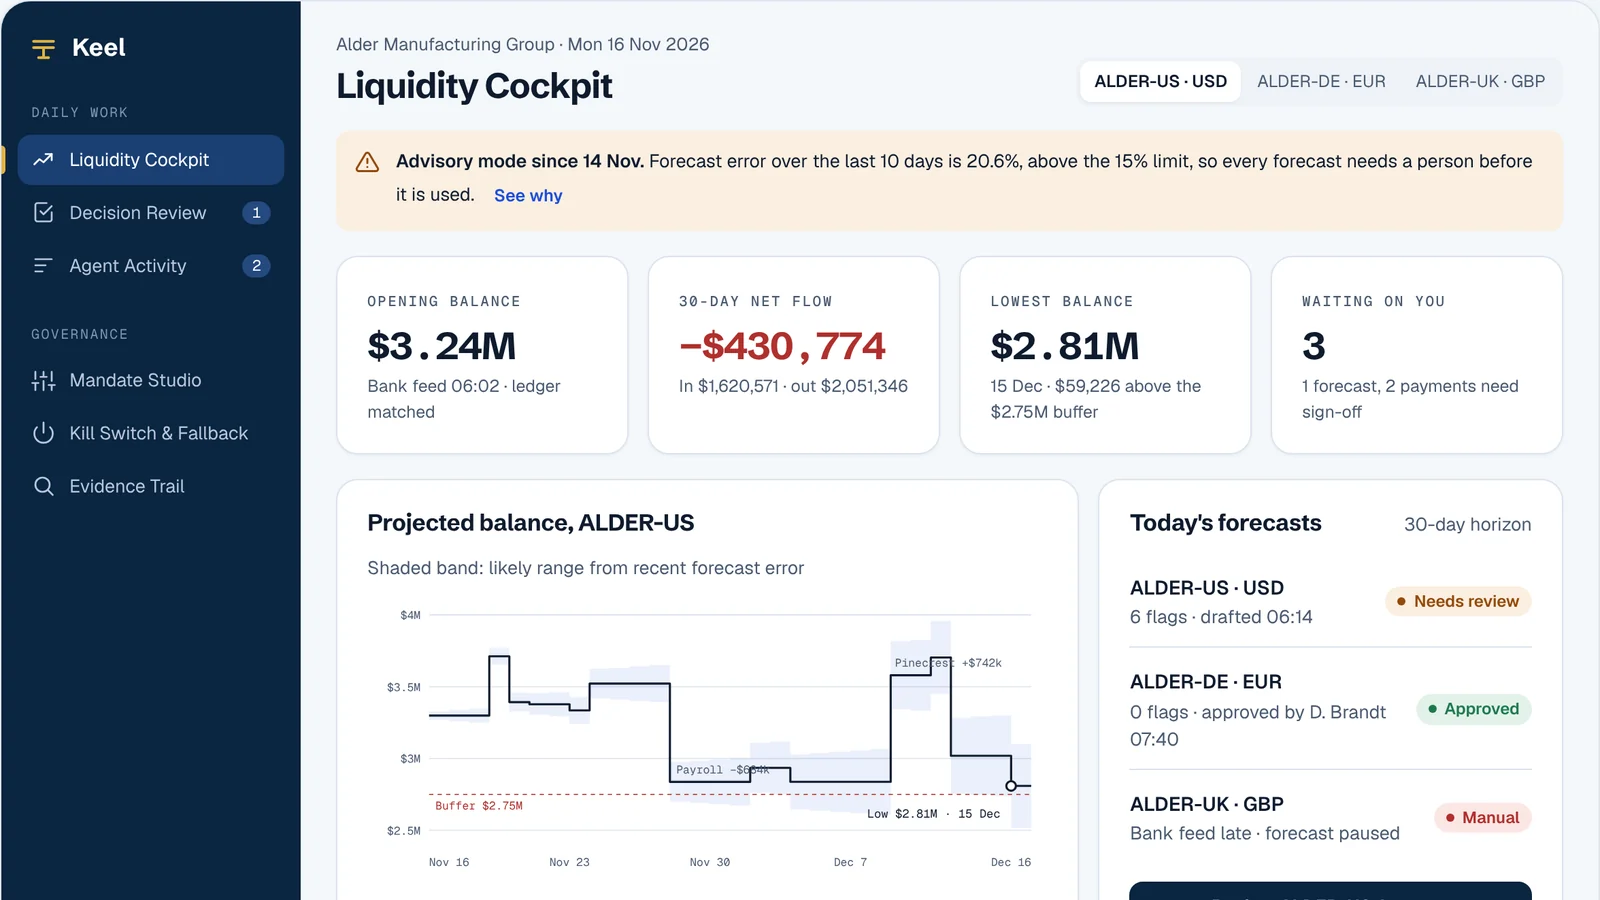 Keel
DAILY WORK
Liquidity Cockpit
Decision Review 1
Agent Activity 2
GOVERNANCE
Mandate Studio
Kill Switch & Fallback
Evidence Trail
Alder Manufacturing Group · Mon 16 Nov 2026
Liquidity Cockpit
ALDER-US · USD
ALDER-DE · EUR
ALDER-UK · GBP
Advisory mode since 14 Nov. Forecast error over the last 10 days is 20.6%, above the 15% limit, so every forecast needs a person before
it is used. See why
OPENING BALANCE
$3.24M
Bank feed 06:02 · ledger
matched
30-DAY NET FLOW
−$430,774
In $1,620,571 · out $2,051,346
LOWEST BALANCE
$2.81M
15 Dec · $59,226 above the
$2.75M buffer
WAITING ON YOU
3
1 forecast, 2 payments need
sign-off
Projected balance, ALDER-US
Shaded band: likely range from recent forecast error
$4M
$3.5M
$3M
$2.5M
Pinecrest +$742k
Payroll
Buffer $2.75M
Low $2.81M · 15 Dec
Nov 16
Nov 23
Nov 30
Dec 7
Dec 16
Today's forecasts
30-day horizon
ALDER-US · USD
6 flags · drafted 06:14
Needs review
ALDER-DE · EUR
0 flags · approved by D. Brandt
07:40
Approved
ALDER-UK · GBP
Bank feed late · forecast paused
Manual